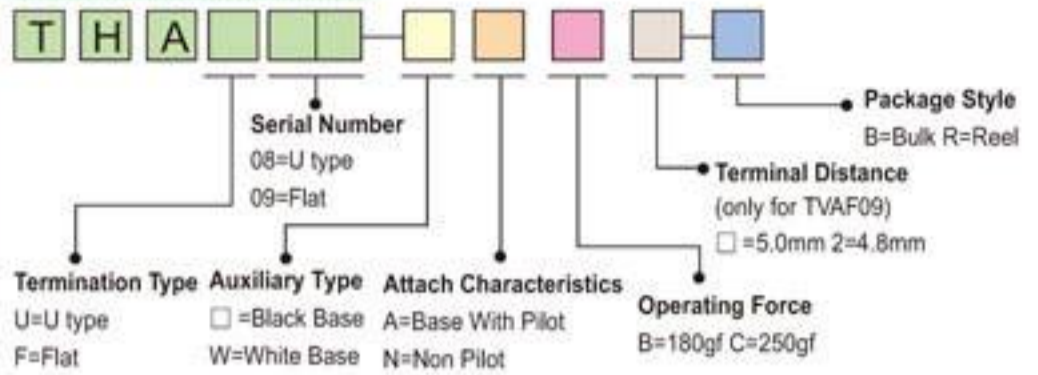 THA
Serial Number
08=U type
09=Flat
Package Style
B=Bulk R=Reel
Terminal Distance
(only for TVAF09)
□ =5.0mm 2=4.8mm
Termination Type
U=U type
F=Flat
Auxiliary Type
□ =Black Base
W=White Base
Attach Characteristics
A=Base With Pilot
N=Non Pilot
Operating Force
B=180gf C=250gf